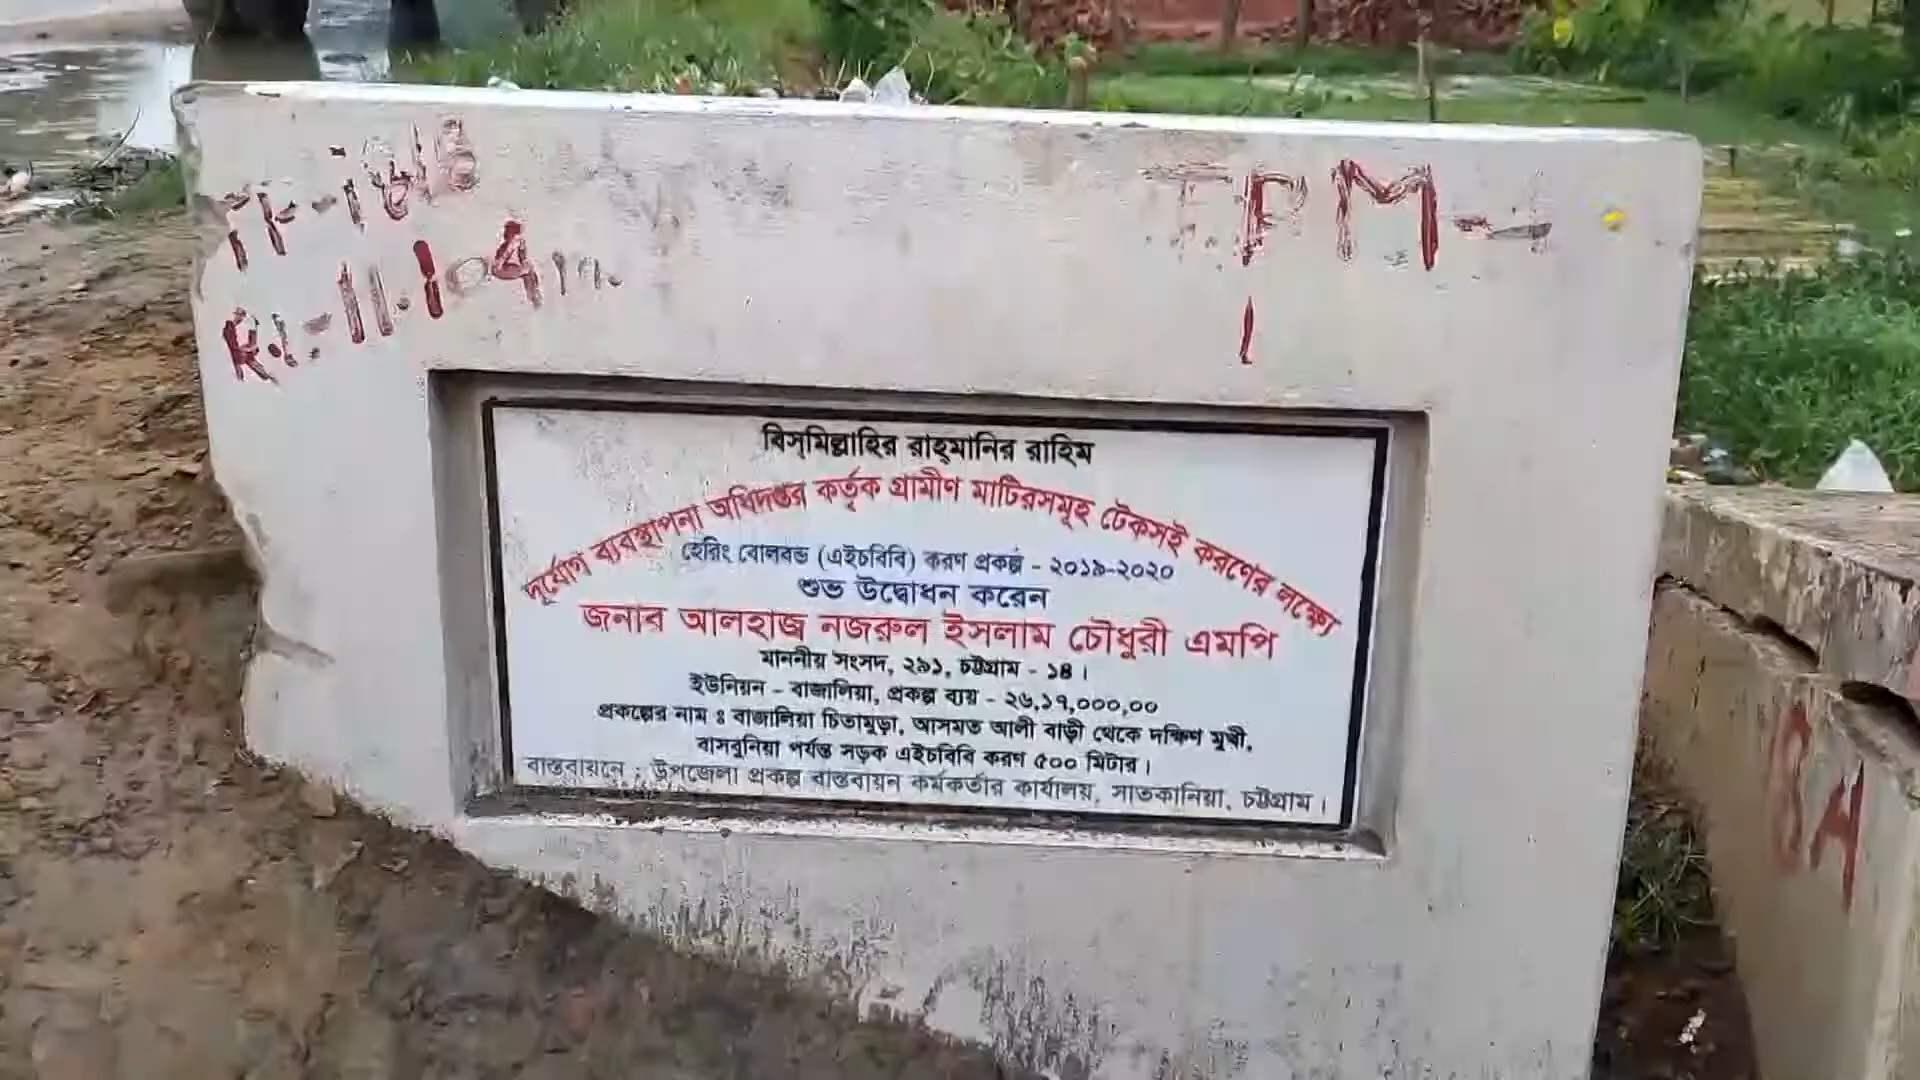 TBM
বিস্‌মিল্লাহির রাহ্‌মানির রাহিম
দূর্যোগ ব্যবস্থাপনা অধিদপ্তর কর্তৃক গ্রামীণ মাটিরসমূহ টেকসই করণের লক্ষ্যে
হেরিং বোলবন্ড (এইচবিবি) করণ প্রকল্প - ২০১৯-২০২০
শুভ উদ্বোধন করেন
জনাব আলহাজ্ব নজরুল ইসলাম চৌধুরী এমপি
মাননীয় সংসদ, ২৯১, চট্টগ্রাম - ১৪।
ইউনিয়ন - বাজালিয়া, প্রকল্প ব্যয় - ২৬,১৭,০০০,০০
প্রকল্পের নাম ঃ বাজালিয়া চিতামুড়া, আসমত আলী বাড়ী থেকে দক্ষিণ মুখী,
বাসবুনিয়া পর্যন্ত সড়ক এইচবিবি করণ ৫০০ মিটার।
বাস্তবায়নে : উপজেলা প্রকল্প বাস্তবায়ন কর্মকর্তার কার্যালয়, সাতকানিয়া, চট্টগ্রাম।